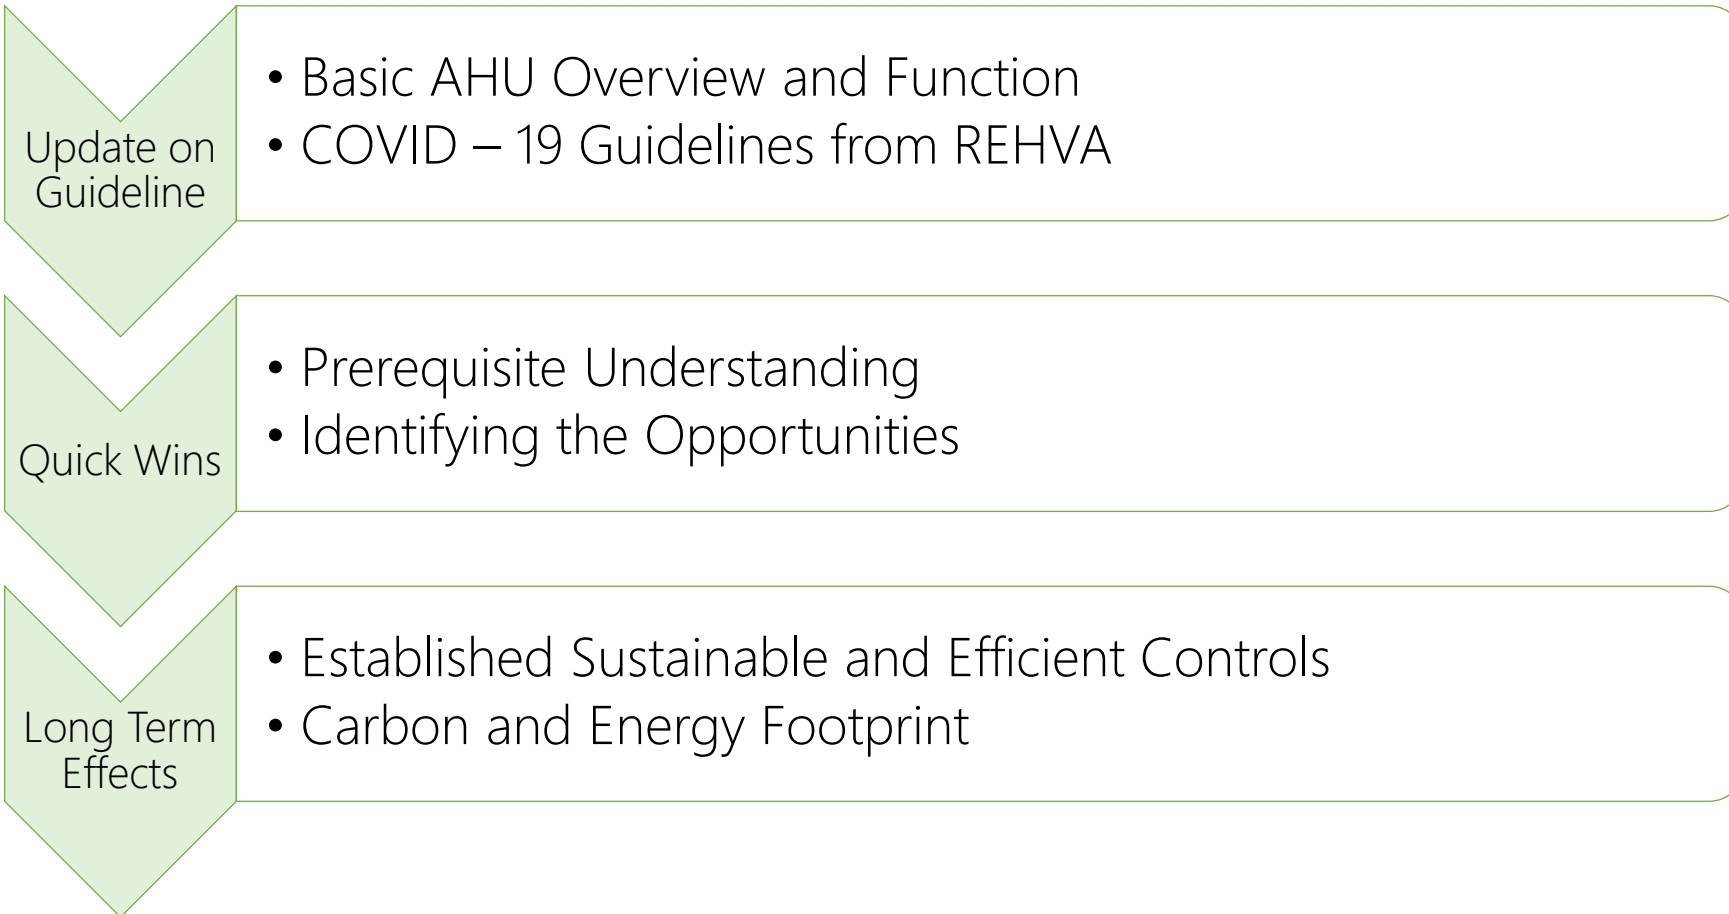 Update on
Guideline
• Basic AHU Overview and Function
• COVID – 19 Guidelines from REHVA
Quick Wins
• Prerequisite Understanding
• Identifying the Opportunities
Long Term
Effects
• Established Sustainable and Efficient Controls
• Carbon and Energy Footprint